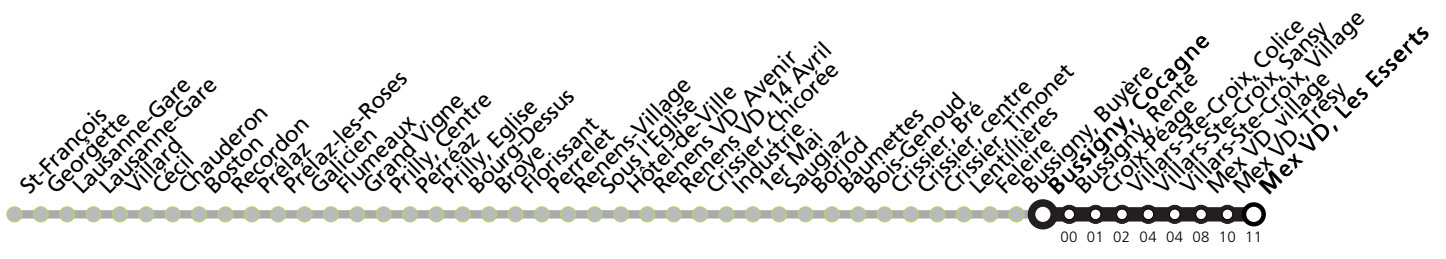 St-François
Georgette
Lausanne-Gare
Lausanne-Gare
Villard
Cecil
Chauderon
Boston
Recordon
Prélaz
Prélaz-les-Roses
Galicien
Flumeaux
Grand Vigne
Prilly, Centre
Perréaz
Prilly, Eglise
Bourg-Dessus
Broye
Florissant
Perrelet
Renens-Village
Sous l'Eglise
Hôtel-de-Ville
Renens VD, Avenir
Renens VD, 14 Avril
Crissier, Chicorée
Industrie
1er Mai
Saugiaz
Borjod
Baumettes
Bois-Genoud
Crissier, Bré
Crissier, centre
Crissier, Timonet
Lentillières
Feleire
Bussigny, Buyère
Bussigny, Cocagne
Bussigny, Rente
Croix-Péage
Villars-Ste-Croix, Colice
Villars-Ste-Croix, Sansy
Villars-Ste-Croix, Village
Mex VD, village
Mex VD, Trésy
Mex VD, Les Esserts
00 01 02 04 04 08 10 11